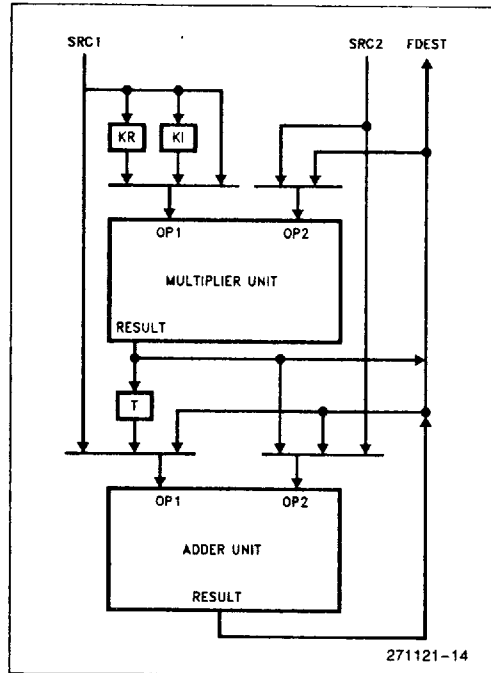 SRC1 SRC2 FDEST
KR KI
OP1 OP2
MULTIPLIER UNIT
RESULT
T
OP1 OP2
ADDER UNIT
RESULT
271121-14